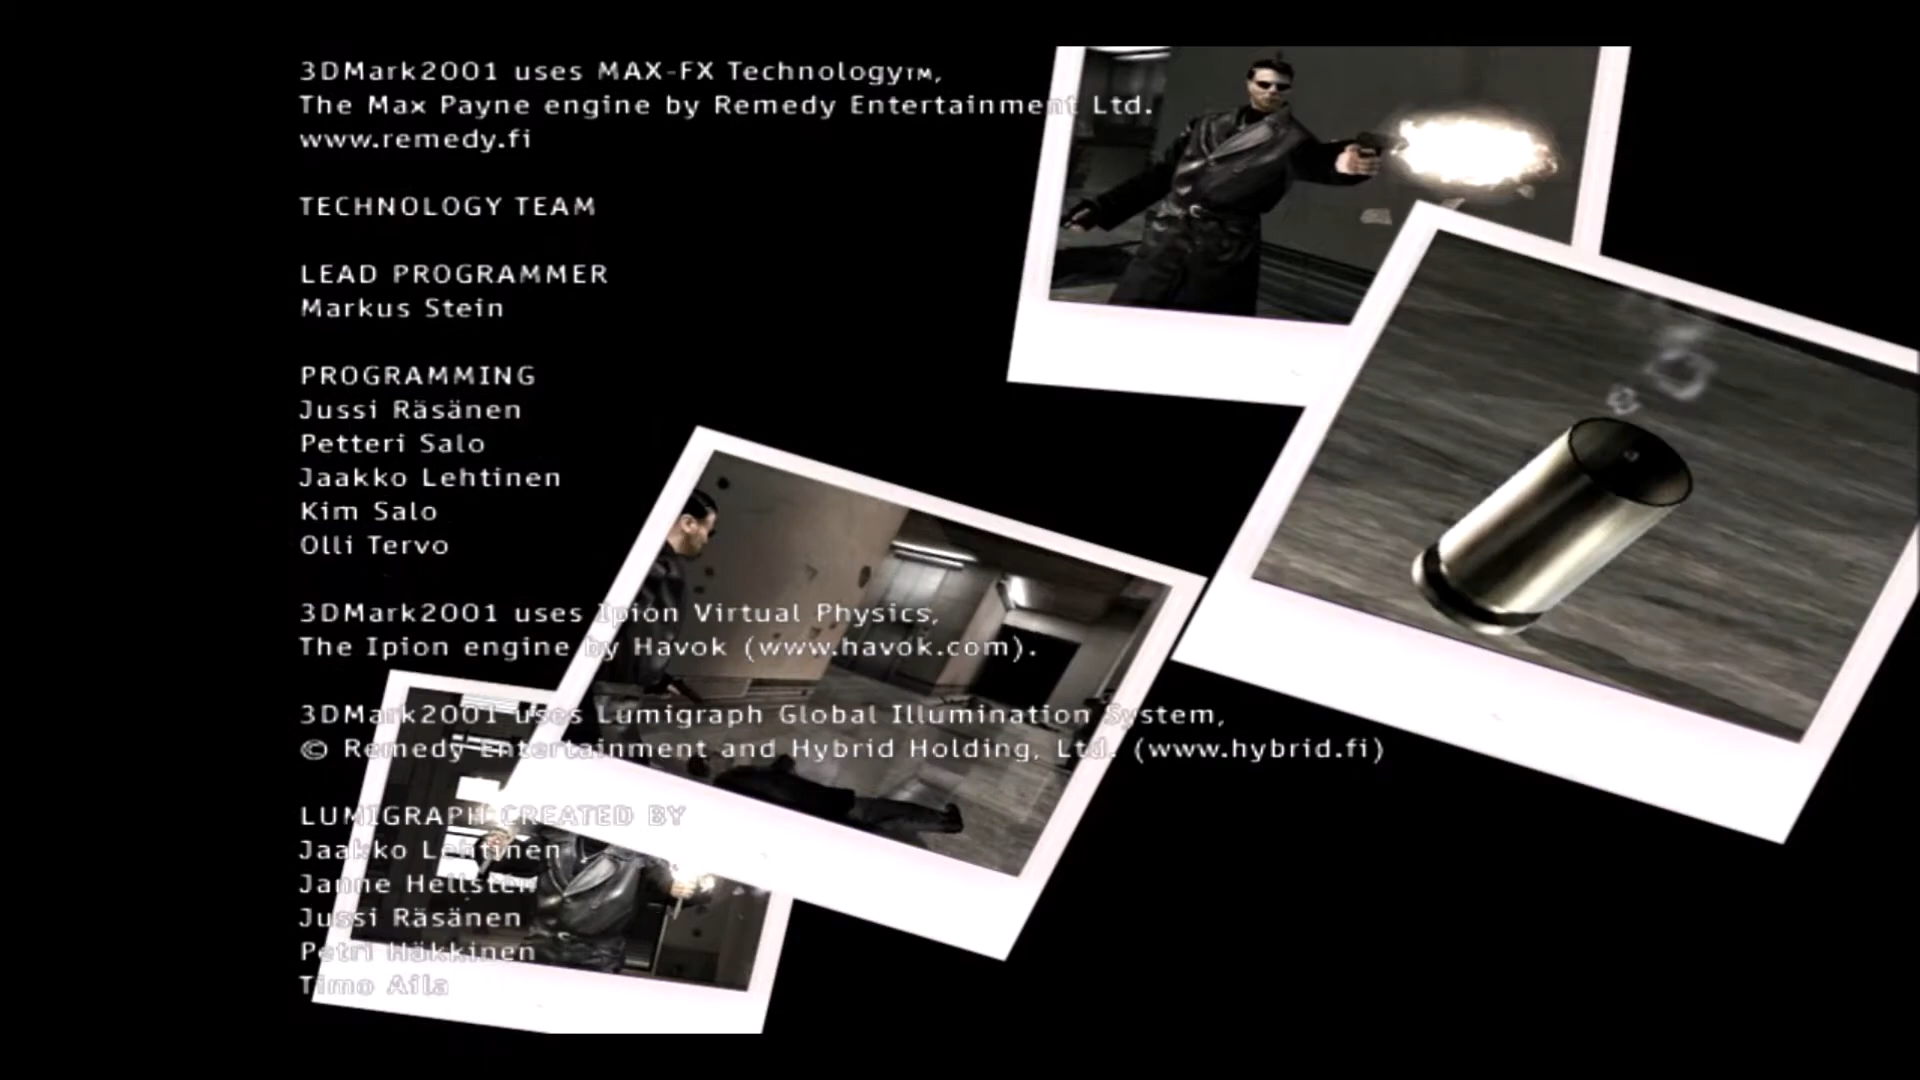 3DMark2001 uses MAX-FX Technology™,
The Max Payne engine by Remedy Entertainment Ltd.
www.remedy.fi
TECHNOLOGY TEAM
LEAD PROGRAMMER
Markus Stein
PROGRAMMING
Jussi Räsänen
Petteri Salo
Jaakko Lehtinen
Kim Salo
Olli Tervo
3DMark2001 uses Ipion Virtual Physics,
The Ipion engine by Havok (www.havok.com).
3DMark2001 uses Lumigraph Global Illumination System,
© Remedy Entertainment and Hybrid Holding, Ltd. (www.hybrid.fi)
LUMIGRAPH CREATED BY
Jaakko Lehtinen
Janne Hellsten
Jussi Räsänen
Petri Häkkinen
Timo Aila